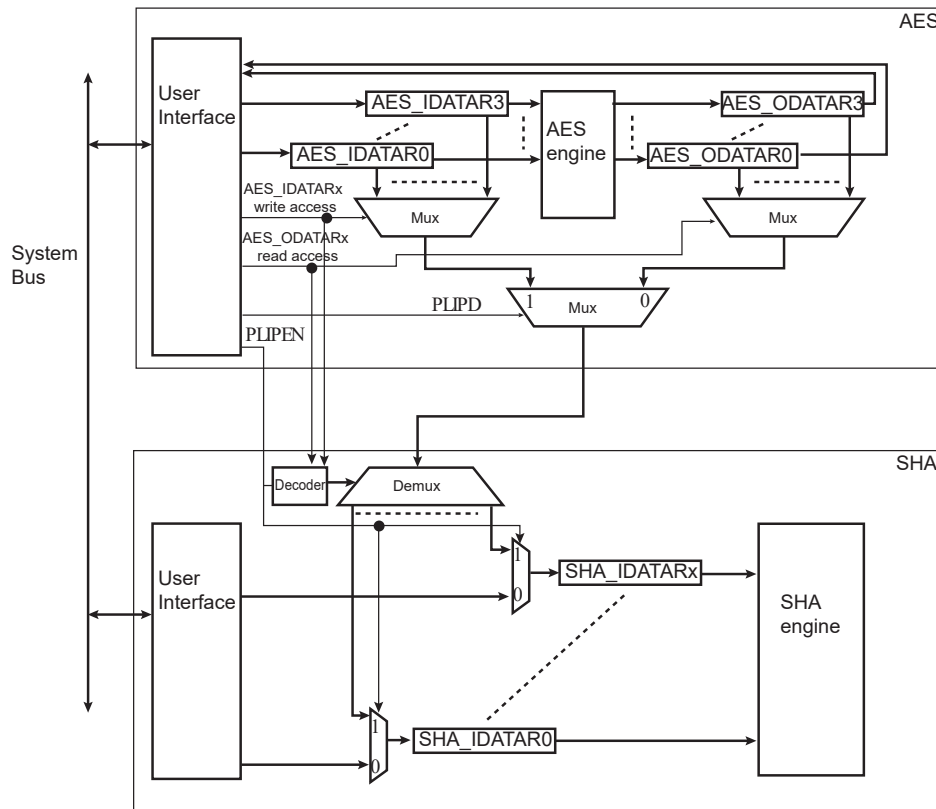 AES
User
Interface
AES_IDATAR3
AES_ODATAR3
AES
engine
AES_IDATAR0
AES_ODATAR0
AES_IDATARx
write access
Mux
Mux
AES_ODATARx
read access
System
Bus
1
Mux
0
PLIPD
PLIPEN
SHA
Decoder
Demux
User
Interface
1
0
SHA_IDATARx
SHA
engine
1
0
SHA_IDATAR0